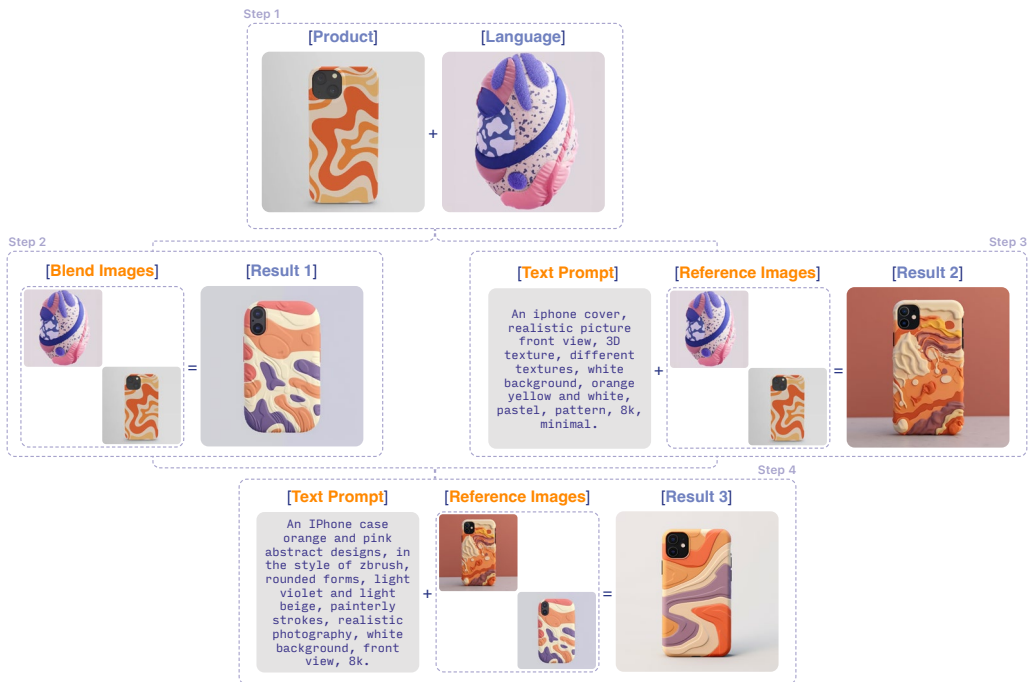 Step 1
[Product]
[Language]
+
Step 2
[Blend Images]
[Result 1]
=
Step 3
[Text Prompt]
[Reference Images]
[Result 2]
An iphone cover,
realistic picture
front view, 3D
texture, different
textures, white
background, orange
yellow and white,
pastel, pattern, 8k,
minimal.
+
=
Step 4
[Text Prompt]
[Reference Images]
[Result 3]
An IPhone case
orange and pink
abstract designs, in
the style of zbrush,
rounded forms, light
violet and light
beige, painterly
strokes, realistic
photography, white
background, front
view, 8k.
+
=